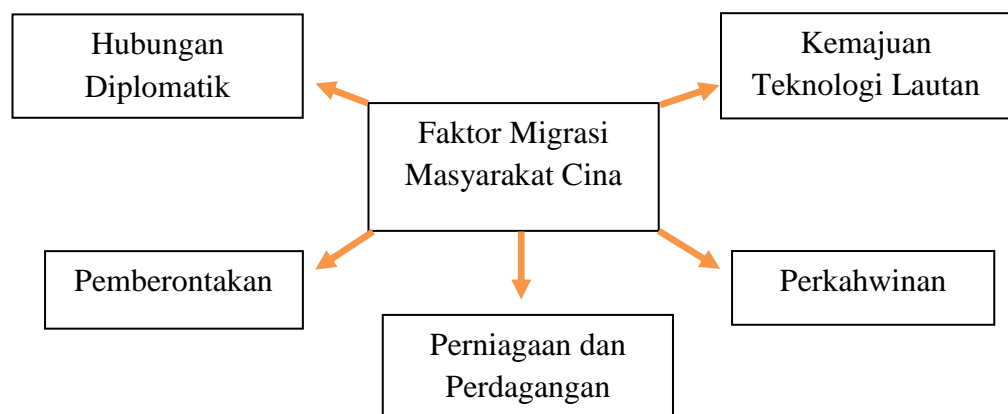 Hubungan
Diplomatik
Kemajuan
Teknologi Lautan
Faktor Migrasi
Masyarakat Cina
Pemberontakan
Perkahwinan
Perniagaan dan
Perdagangan